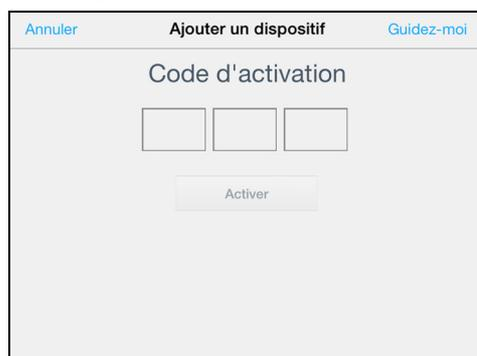 Annuler Ajouter un dispositif Guidez-moi
Code d'activation
Activer